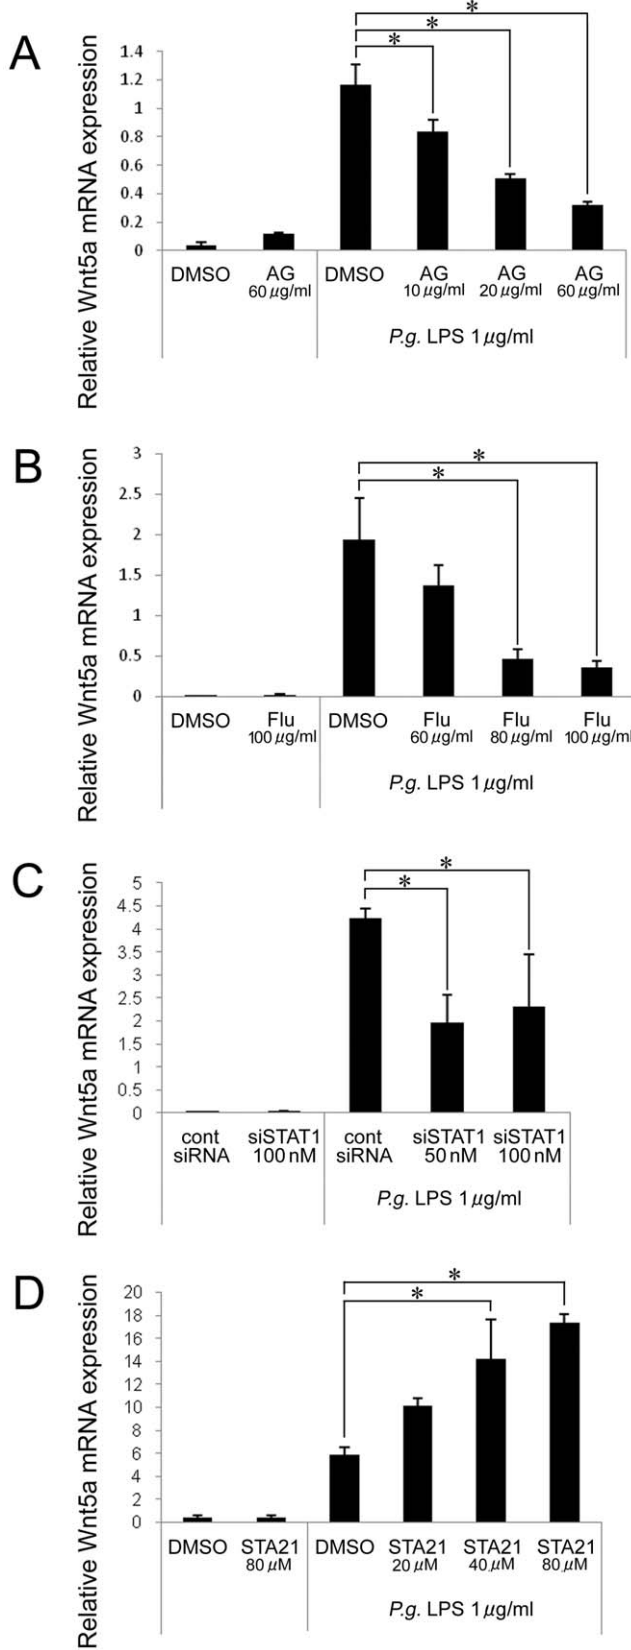 A
Relative Wnt5a mRNA expression
1.4
1.2
1
0.8
0.6
0.4
0.2
0
* * *
DMSO AG DMSO AG AG AG
60 μg/ml 10 μg/ml 20 μg/ml 60 μg/ml
P.g. LPS 1 μg/ml
B
Relative Wnt5a mRNA expression
3
2.5
2
1.5
1
0.5
0
* *
DMSO Flu DMSO Flu Flu Flu
100 μg/ml 60 μg/ml 80 μg/ml 100 μg/ml
P.g. LPS 1 μg/ml
C
Relative Wnt5a mRNA expression
5
4.5
4
3.5
3
2.5
2
1.5
1
0.5
0
* *
cont siSTAT1 cont siSTAT1 siSTAT1
siRNA 100 nM siRNA 50 nM 100 nM
P.g. LPS 1 μg/ml
D
Relative Wnt5a mRNA expression
20
18
16
14
12
10
8
6
4
2
0
* *
DMSO STA21 DMSO STA21 STA21 STA21
80 μM 20 μM 40 μM 80 μM
P.g. LPS 1 μg/ml